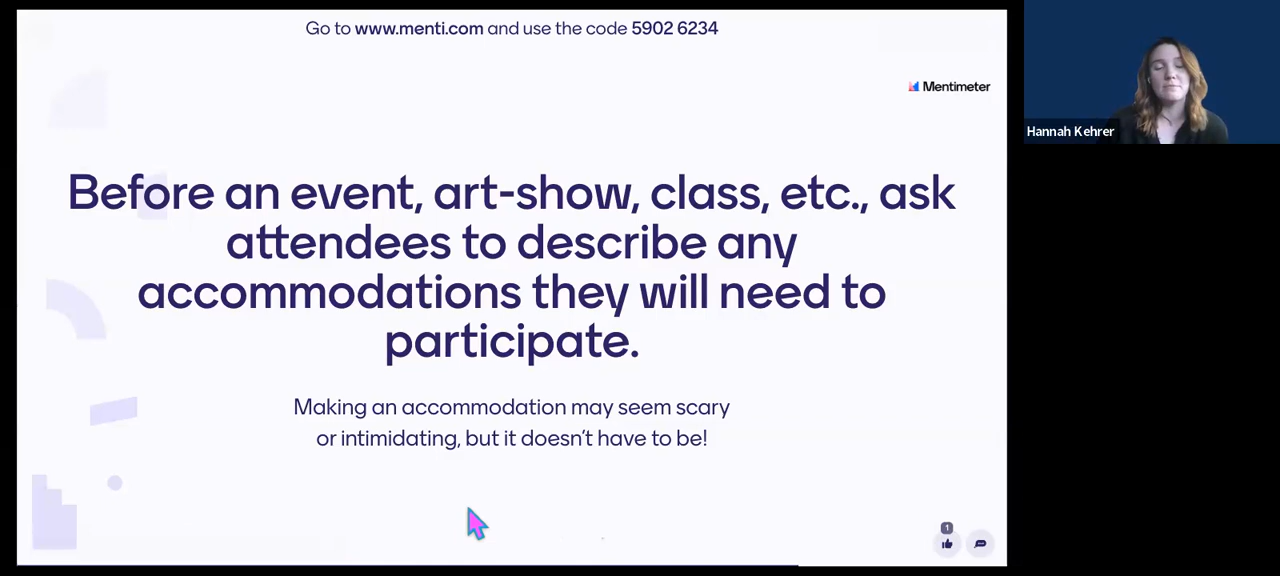 Go to www.menti.com and use the code 5902 6234
Mentimeter
Before an event, art-show, class, etc., ask
attendees to describe any
accommodations they will need to
participate.
Making an accommodation may seem scary
or intimidating, but it doesn't have to be!
1
Hannah Kehrer